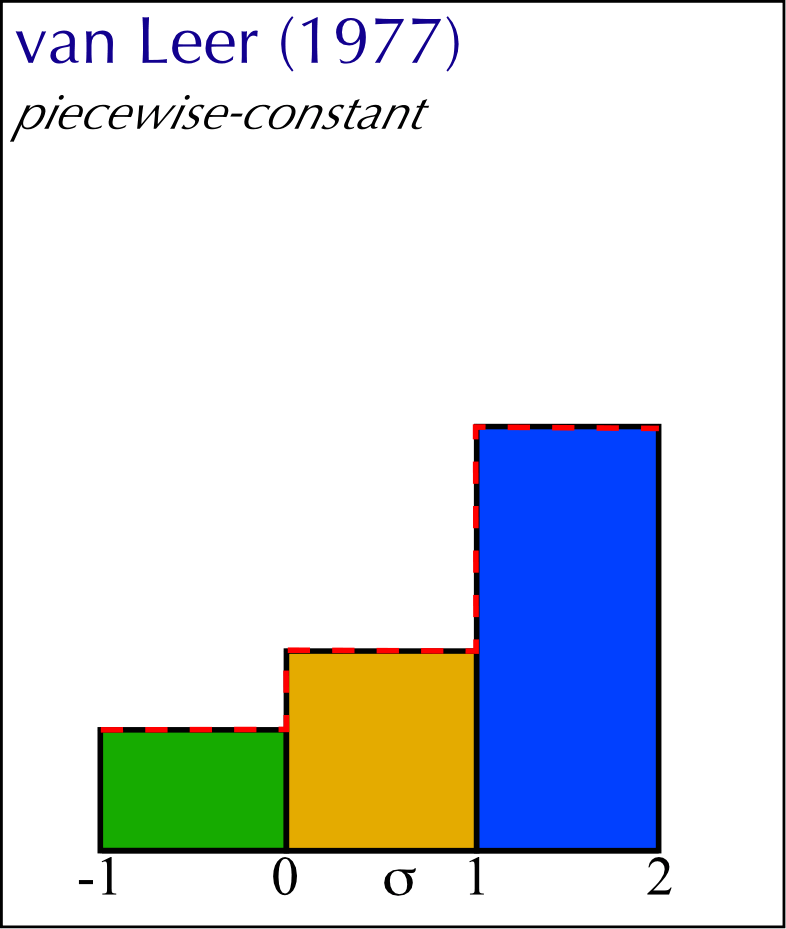 van Leer (1977)
piecewise-constant
-1 0 σ 1 2